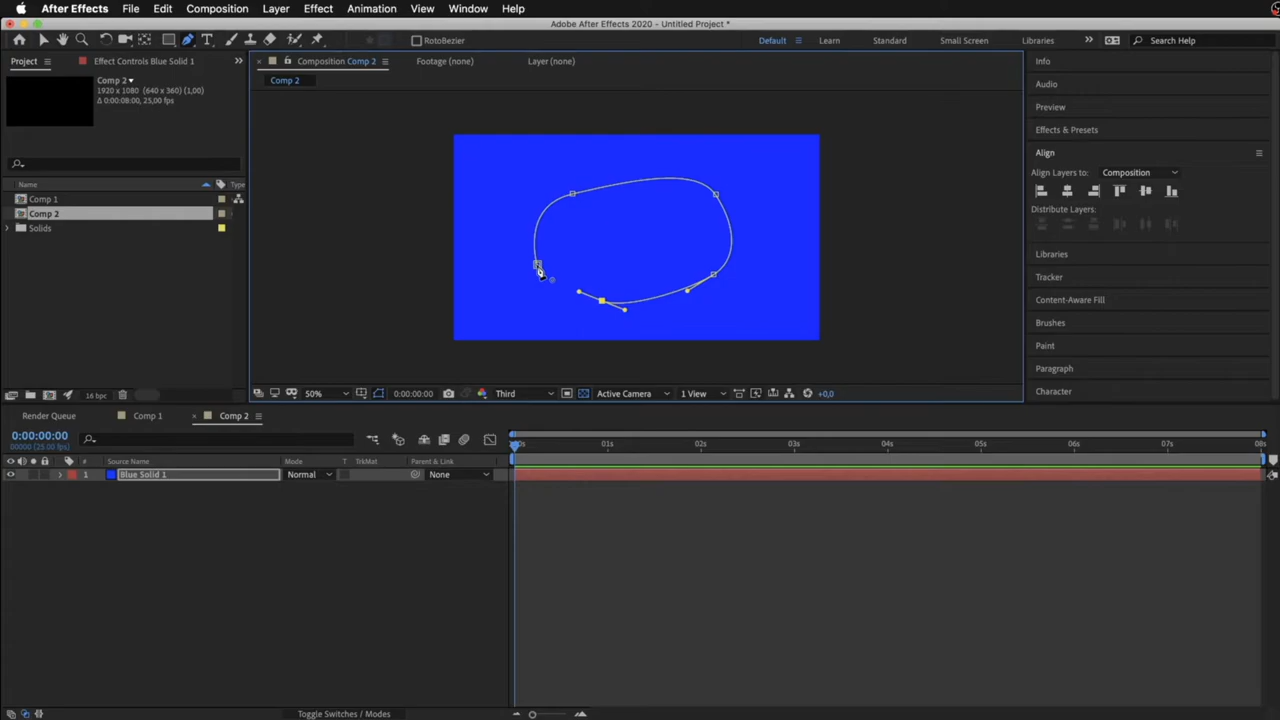 After Effects File Edit Composition Layer Effect Animation View Window Help
Adobe After Effects 2020 - Untitled Project *
RotoBezier Default Learn Standard Small Screen Libraries Search Help
Project Effect Controls Blue Solid 1 Composition Comp 2 Footage (none) Layer (none) Info
Comp 2
1920 x 1080 (640 x 360) (1,00)
Δ 0:00:08:00, 25,00 fps
Comp 2
Audio
Preview
Effects & Presets
Align
Align Layers to: Composition
Distribute Layers:
Name Type
Comp 1
Comp 2
Solids
Libraries
Tracker
Content-Aware Fill
Brushes
Paint
Paragraph
Character
16 bpc 50% 0:00:00:00 Third Active Camera 1 View +0,0
Render Queue Comp 1 Comp 2
0:00:00:00
00000 (25.00 fps)
01s 02s 03s 04s 05s 06s 07s 08s
# Source Name Mode T TrkMat Parent & Link
1 Blue Solid 1 Normal None
Toggle Switches / Modes